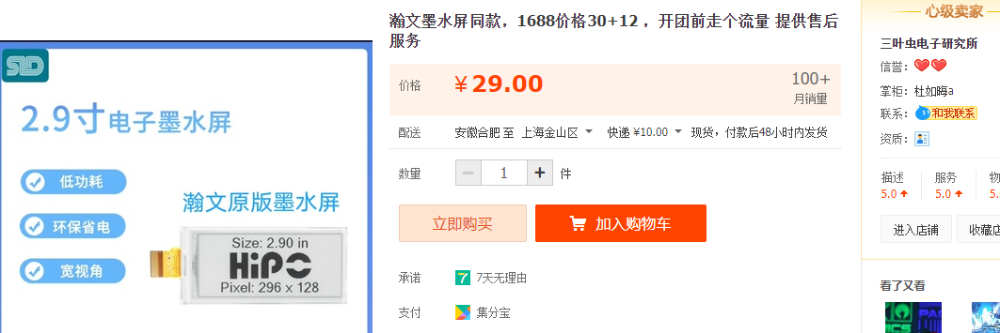 SLD
2.9寸电子墨水屏
低功耗
环保省电
宽视角
瀚文原版墨水屏
Size: 2.90 in
HiPO
Pixel: 296 x 128
瀚文墨水屏同款，1688价格30+12 ，开团前走个流量 提供售后
服务
价格
¥29.00
100+
月销量
配送
安徽合肥 至 上海金山区 快递 ¥10.00 现货，付款后48小时内发货
数量
1 件
立即购买
加入购物车
承诺
7 7天无理由
支付
集分宝
心级卖家
三叶虫电子研究所
信誉：
掌柜：杜如晦a
联系：和我联系
资质：
描述 服务
5.0 5.0 5.
进入店铺 收藏
看了又看